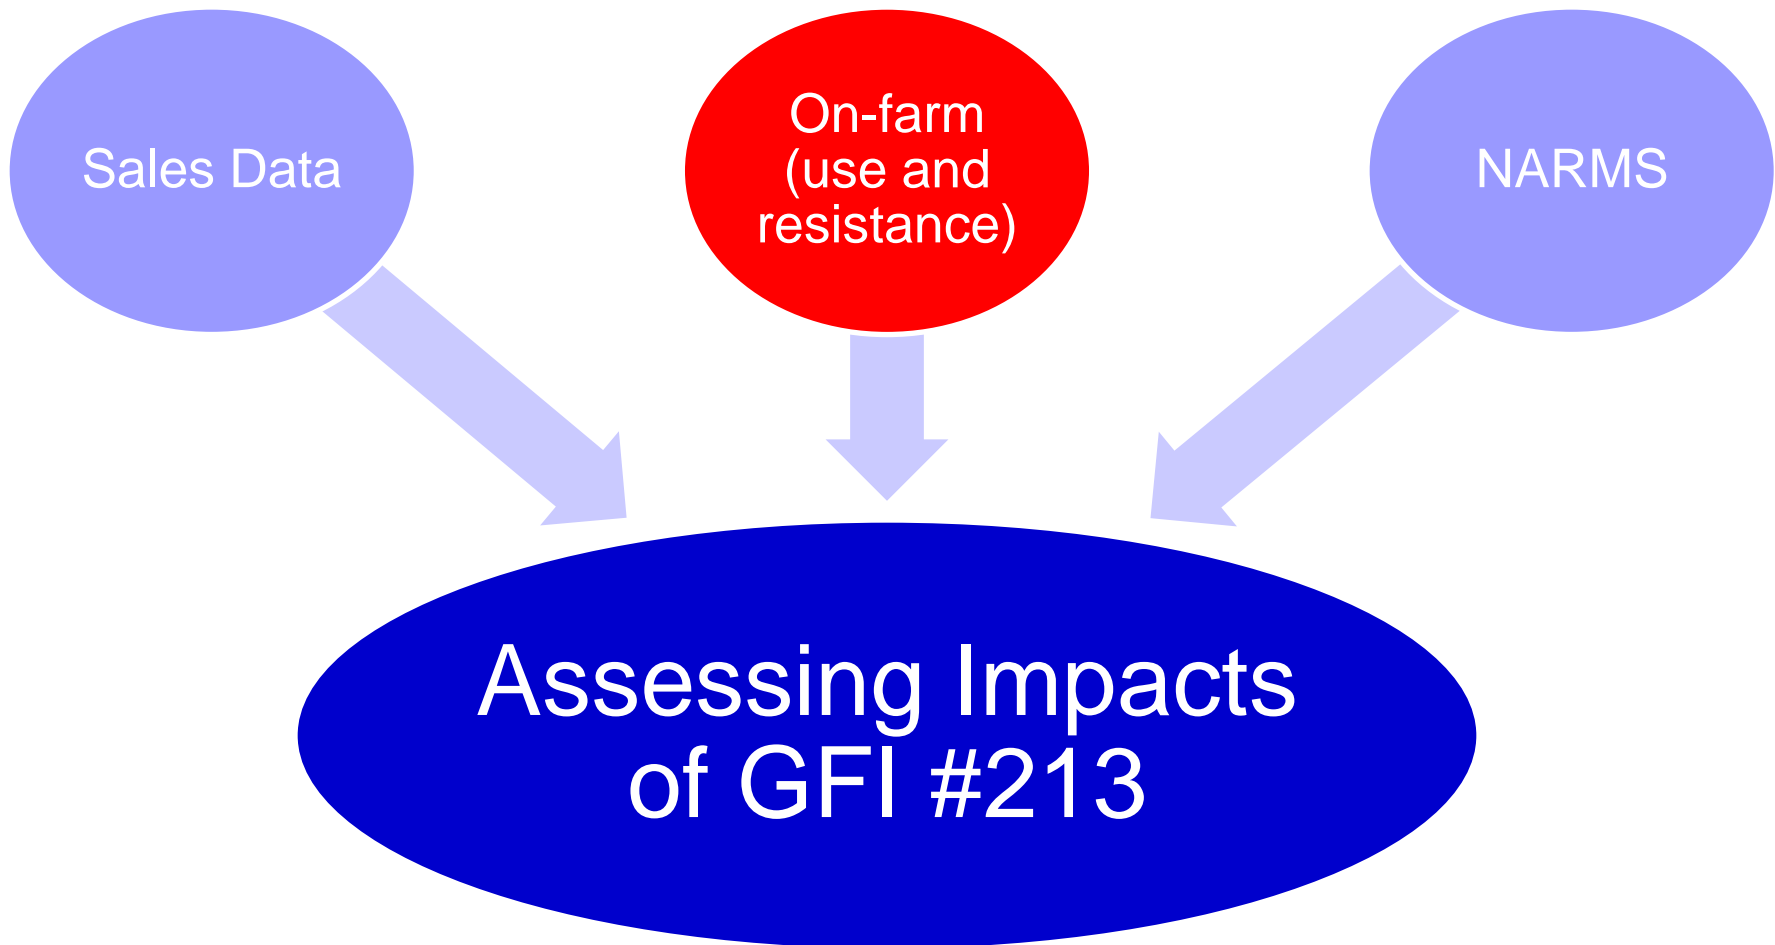 Sales Data
On-farm
(use and
resistance)
NARMS
Assessing Impacts
of GFI #213